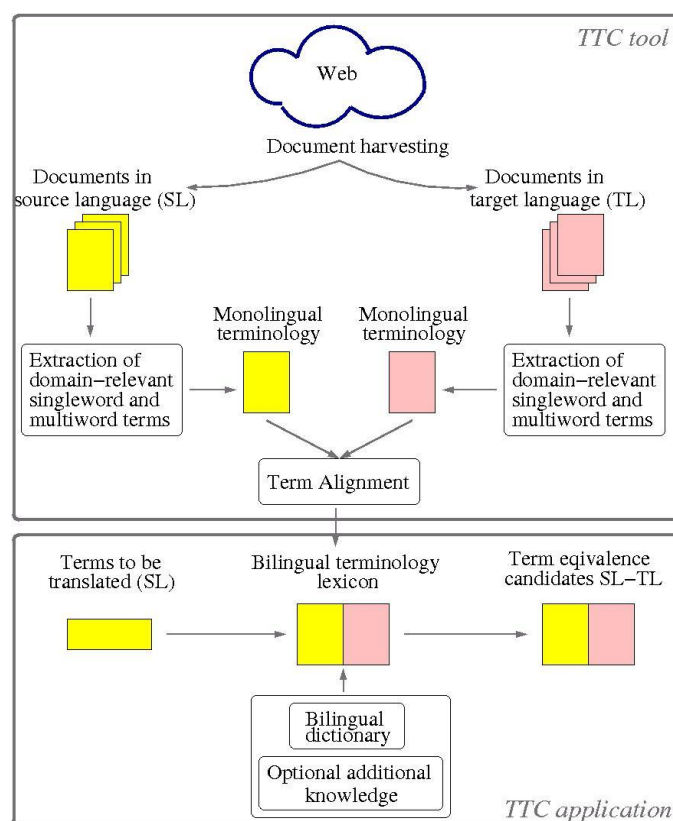 TTC tool
Web
Document harvesting
Documents in
source language (SL)
Documents in
target language (TL)
Monolingual
terminology
Monolingual
terminology
Extraction of
domain-relevant
singleword and
multiword terms
Extraction of
domain-relevant
singleword and
multiword terms
Term Alignment
Terms to be
translated (SL)
Bilingual terminology
lexicon
Term eqivalence
candidates SL-TL
Bilingual
dictionary
Optional additional
knowledge
TTC application